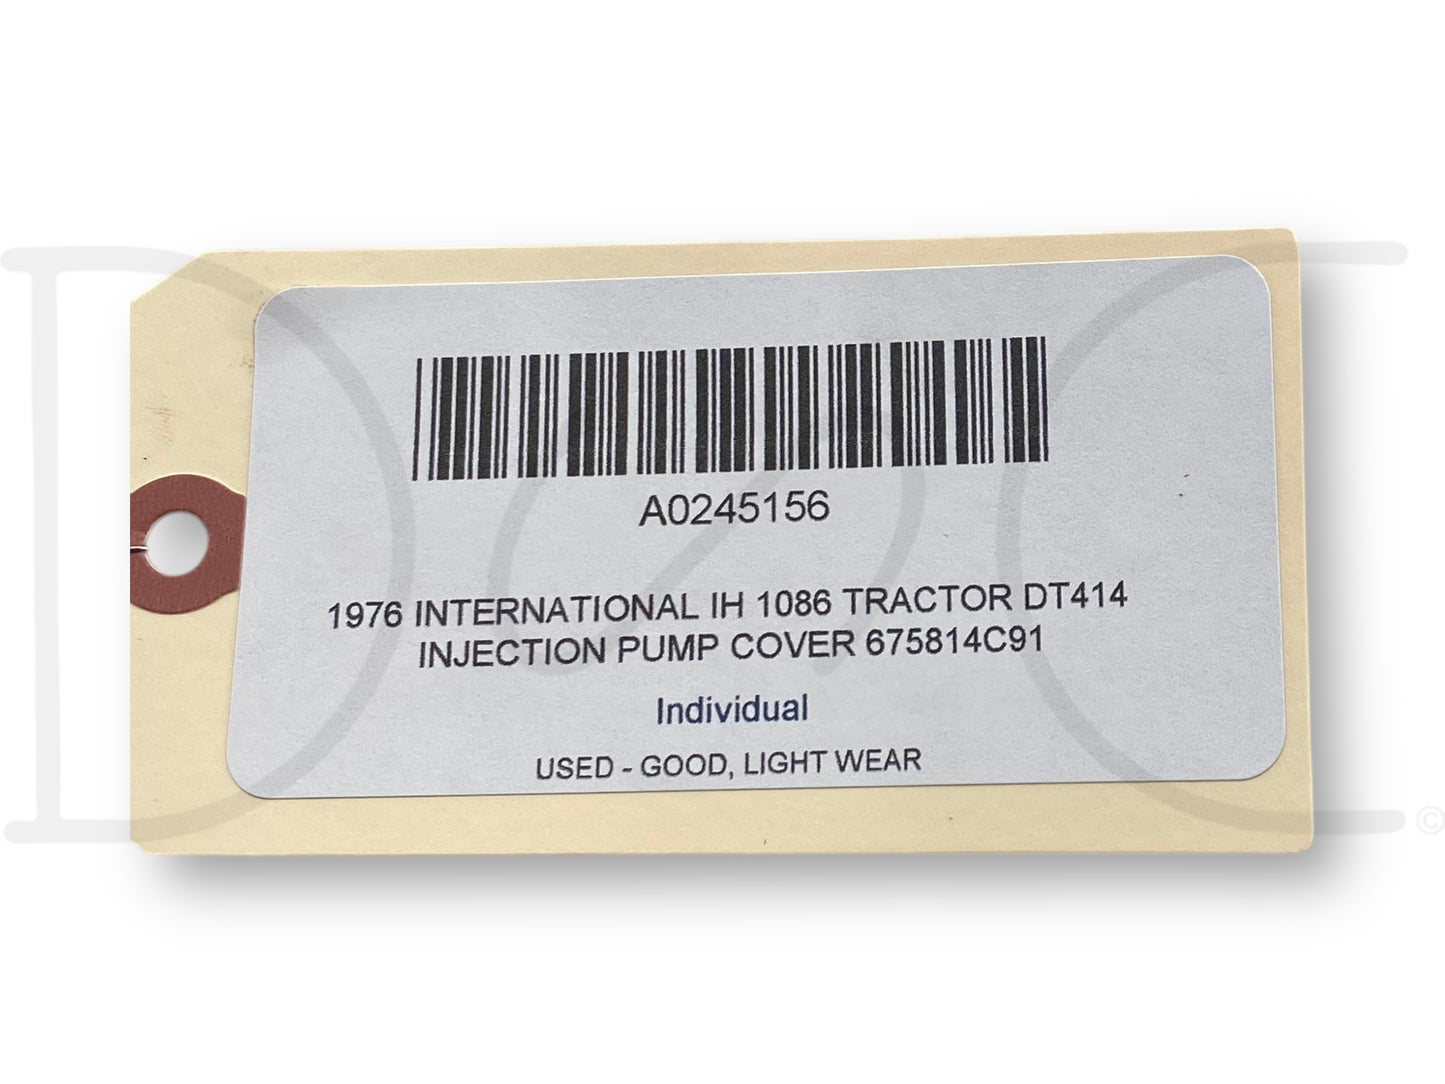 A0245156
1976 INTERNATIONAL IH 1086 TRACTOR DT414
INJECTION PUMP COVER 675814C91
Individual
USED - GOOD, LIGHT WEAR
©